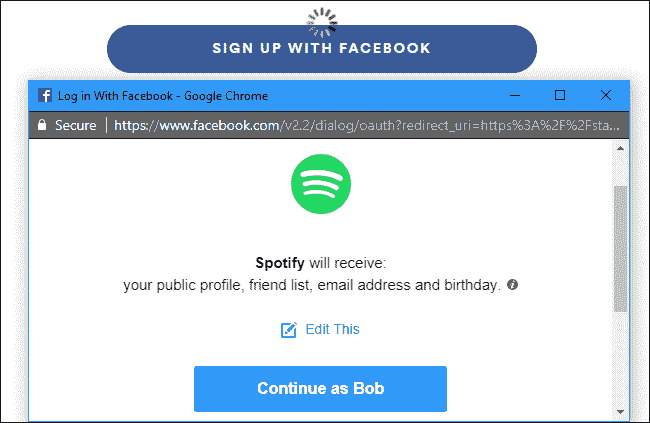 SIGN UP WITH FACEBOOK
Log in With Facebook - Google Chrome
Secure | https://www.facebook.com/v2.2/dialog/oauth?redirect_uri=https%3A%2F%2Fsta...
Spotify will receive:
your public profile, friend list, email address and birthday.
Edit This
Continue as Bob